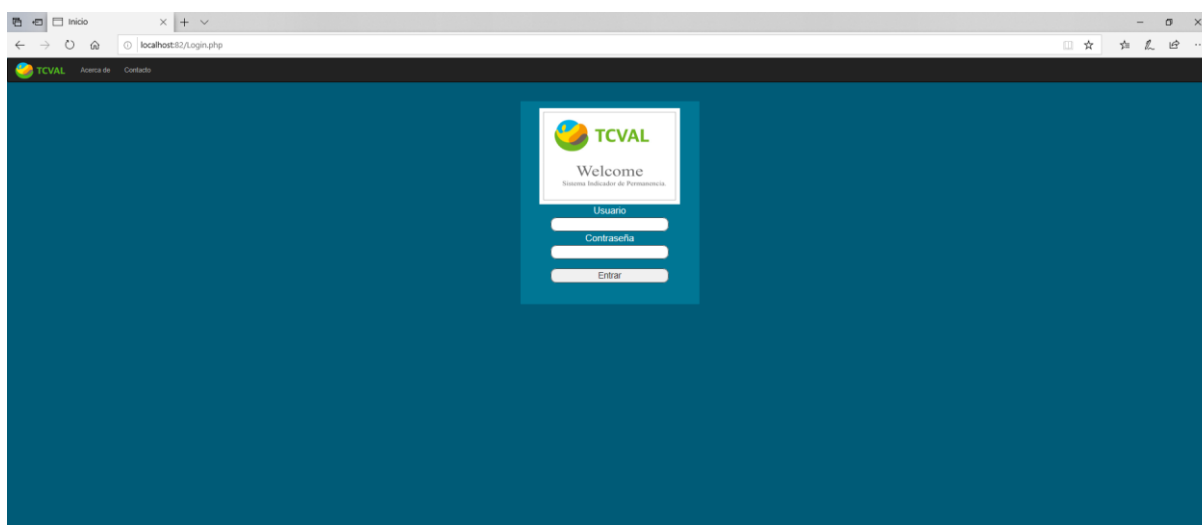 Inicio
localhost:82/Login.php
TCVAL Acerca de Contacto
TCVAL
Welcome
Sistema Indicador de Permanencia.
Usuario
Contraseña
Entrar